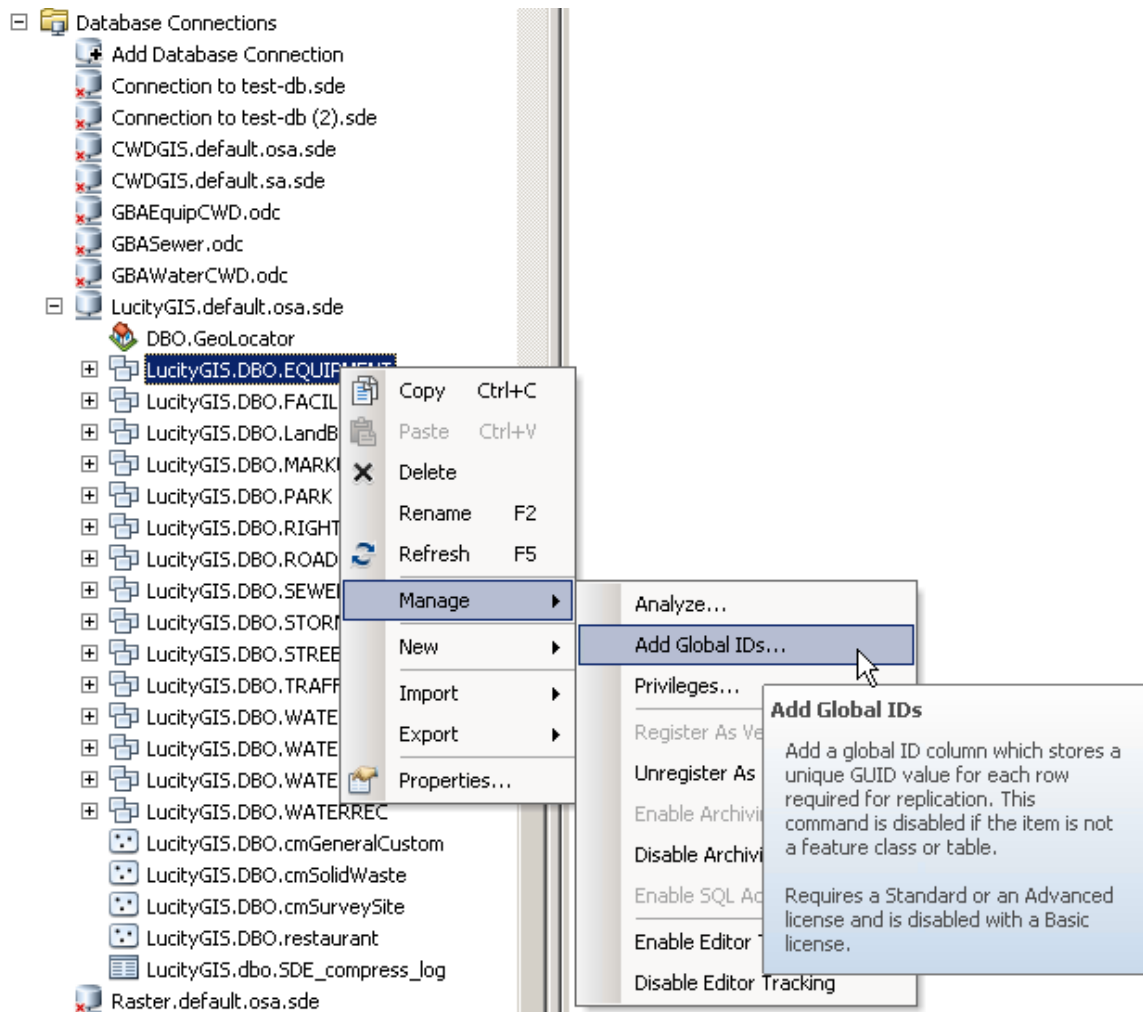 Database Connections
Add Database Connection
Connection to test-db.sde
Connection to test-db (2).sde
CWDGIS.default.osa.sde
CWDGIS.default.sa.sde
GBAEquipCWD.odc
GBASewer.odc
GBAWaterCWD.odc
LucityGIS.default.osa.sde
DBO.GeoLocator
LucityGIS.DBO.EQUIPMENT
LucityGIS.DBO.FACIL
LucityGIS.DBO.LandB
LucityGIS.DBO.MARKU
LucityGIS.DBO.PARK
LucityGIS.DBO.RIGHT
LucityGIS.DBO.ROAD
LucityGIS.DBO.SEWE
LucityGIS.DBO.STOR
LucityGIS.DBO.STREE
LucityGIS.DBO.TRAFF
LucityGIS.DBO.WATE
LucityGIS.DBO.WATE
LucityGIS.DBO.WATE
LucityGIS.DBO.WATERREC
LucityGIS.DBO.cmGeneralCustom
LucityGIS.DBO.cmSolidWaste
LucityGIS.DBO.cmSurveySite
LucityGIS.DBO.restaurant
LucityGIS.dbo.SDE_compress_log
Raster.default.osa.sde
Copy Ctrl+C
Paste Ctrl+V
Delete
Rename F2
Refresh F5
Manage
New
Import
Export
Properties...
Analyze...
Add Global IDs...
Privileges...
Register As Ve
Unregister As
Enable Archivi
Disable Archivi
Enable SQL Ac
Enable Editor T
Disable Editor Tracking
Add Global IDs
Add a global ID column which stores a
unique GUID value for each row
required for replication. This
command is disabled if the item is not
a feature class or table.
Requires a Standard or an Advanced
license and is disabled with a Basic
license.